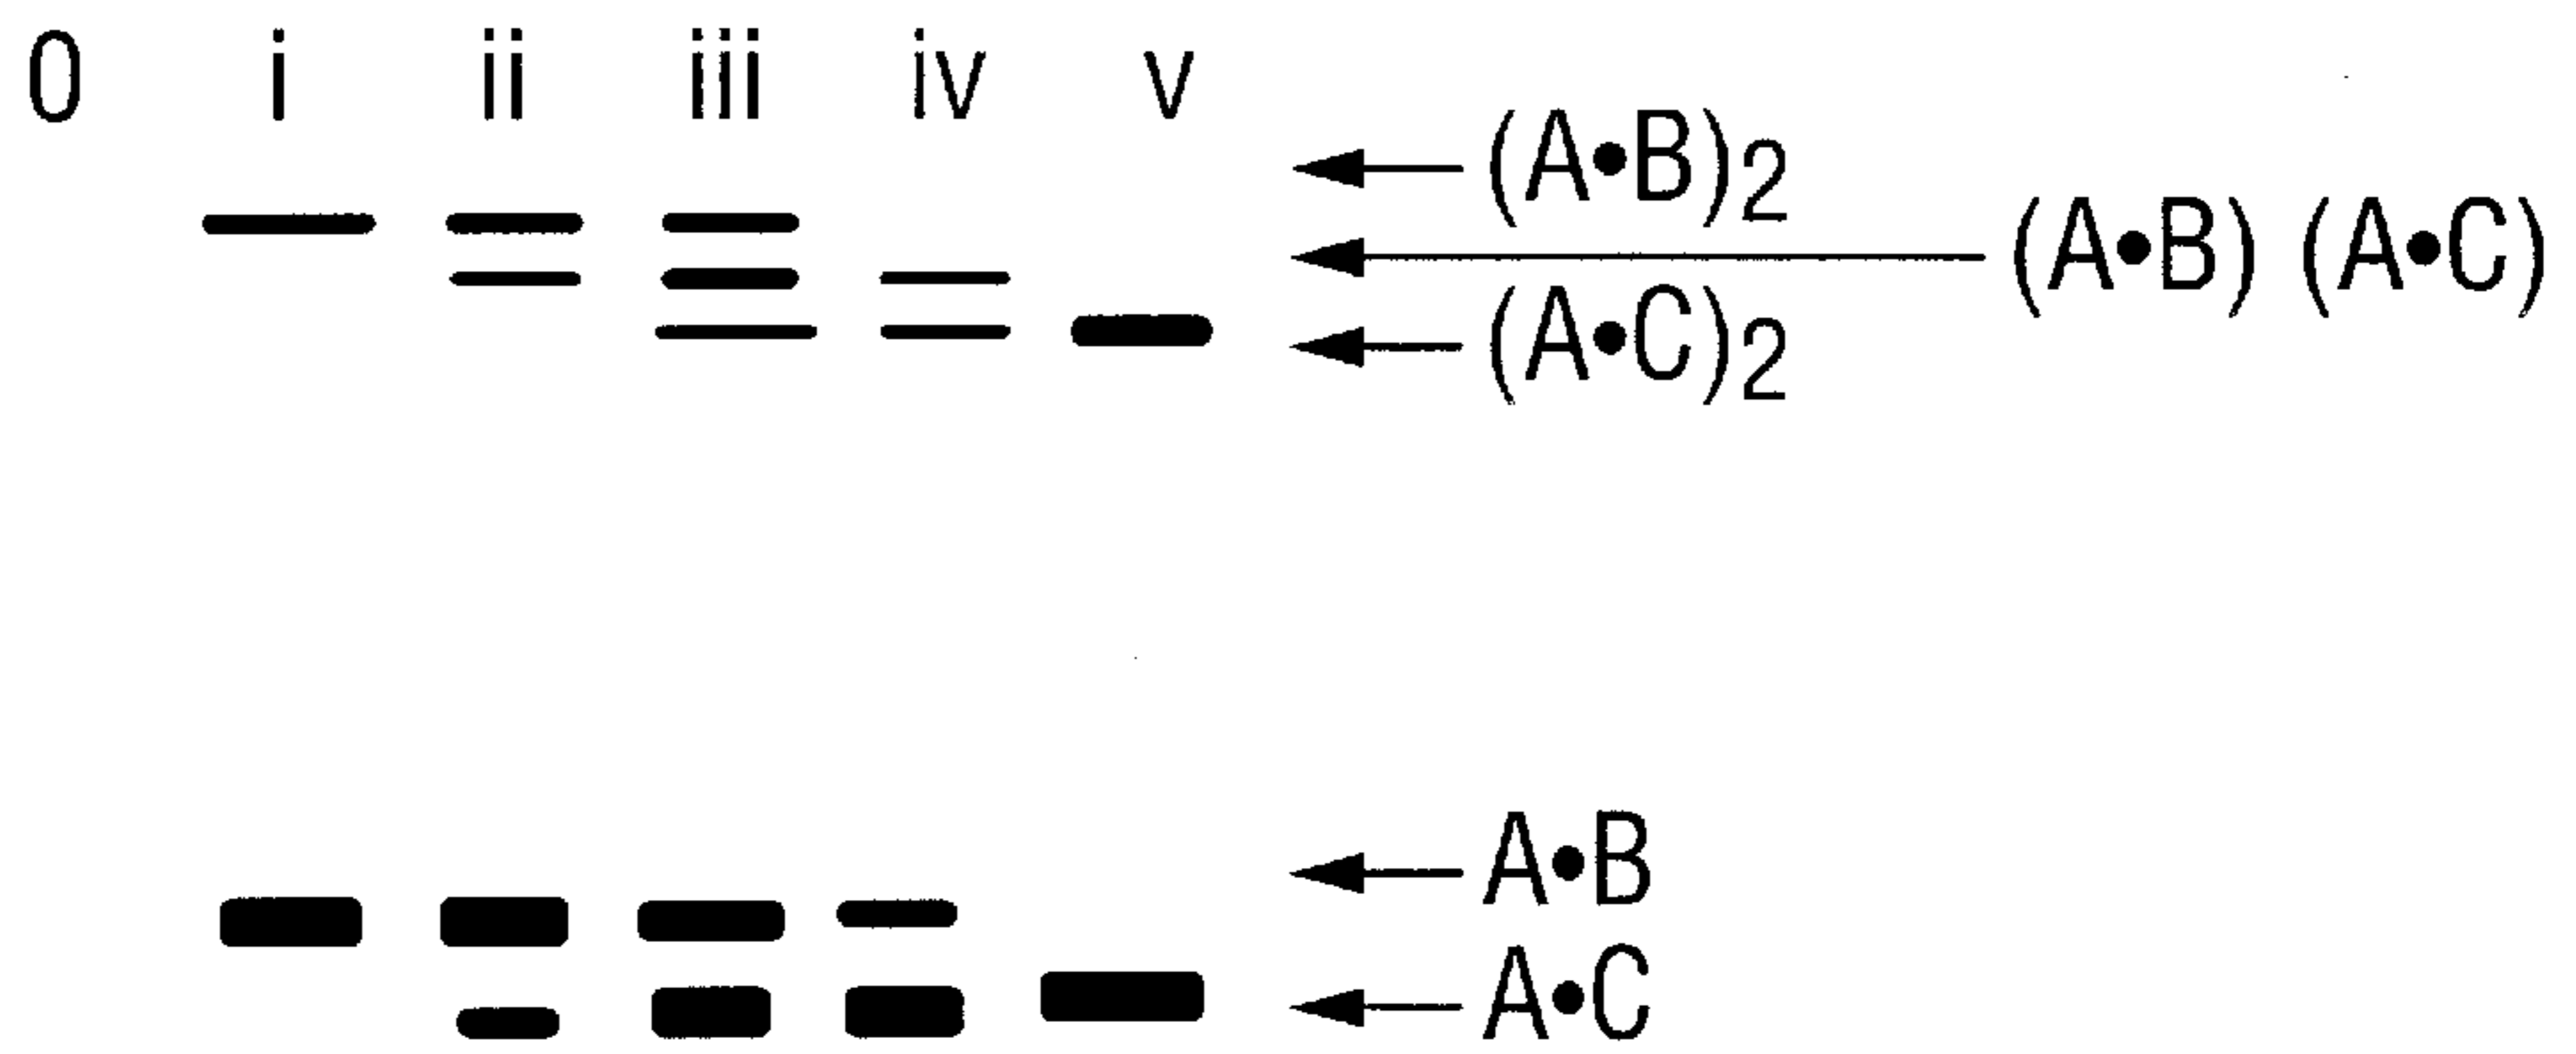 0 i ii iii iv v
(A•B)2
(A•B) (A•C)
(A•C)2
A•B
A•C